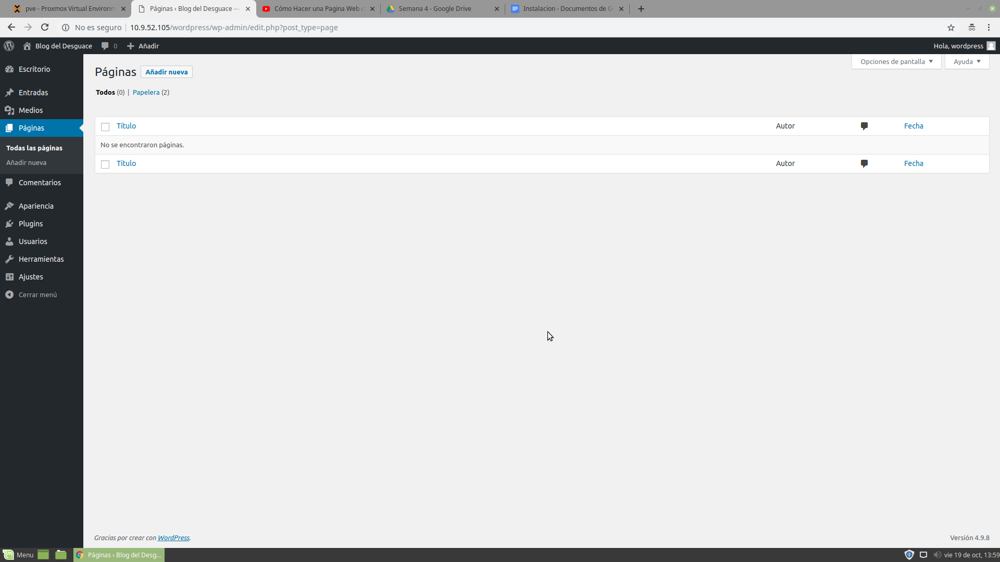 pve - Proxmox Virtual Environm
Páginas ‹ Blog del Desguace —
Cómo Hacer una Pagina Web c
Semana 4 - Google Drive
Instalacion - Documentos de G
No es seguro
10.9.52.105/wordpress/wp-admin/edit.php?post_type=page
Blog del Desguace
0
Añadir
Hola, wordpress
Escritorio
Entradas
Medios
Páginas
Todas las páginas
Añadir nueva
Comentarios
Apariencia
Plugins
Usuarios
Herramientas
Ajustes
Cerrar menú
Opciones de pantalla
Ayuda
Páginas
Añadir nueva
Todos (0) | Papelera (2)
Título Autor Fecha
No se encontraron páginas.
Título Autor Fecha
Gracias por crear con WordPress.
Versión 4.9.8
Menu
Páginas ‹ Blog del Desg...
vie 19 de oct, 13:59